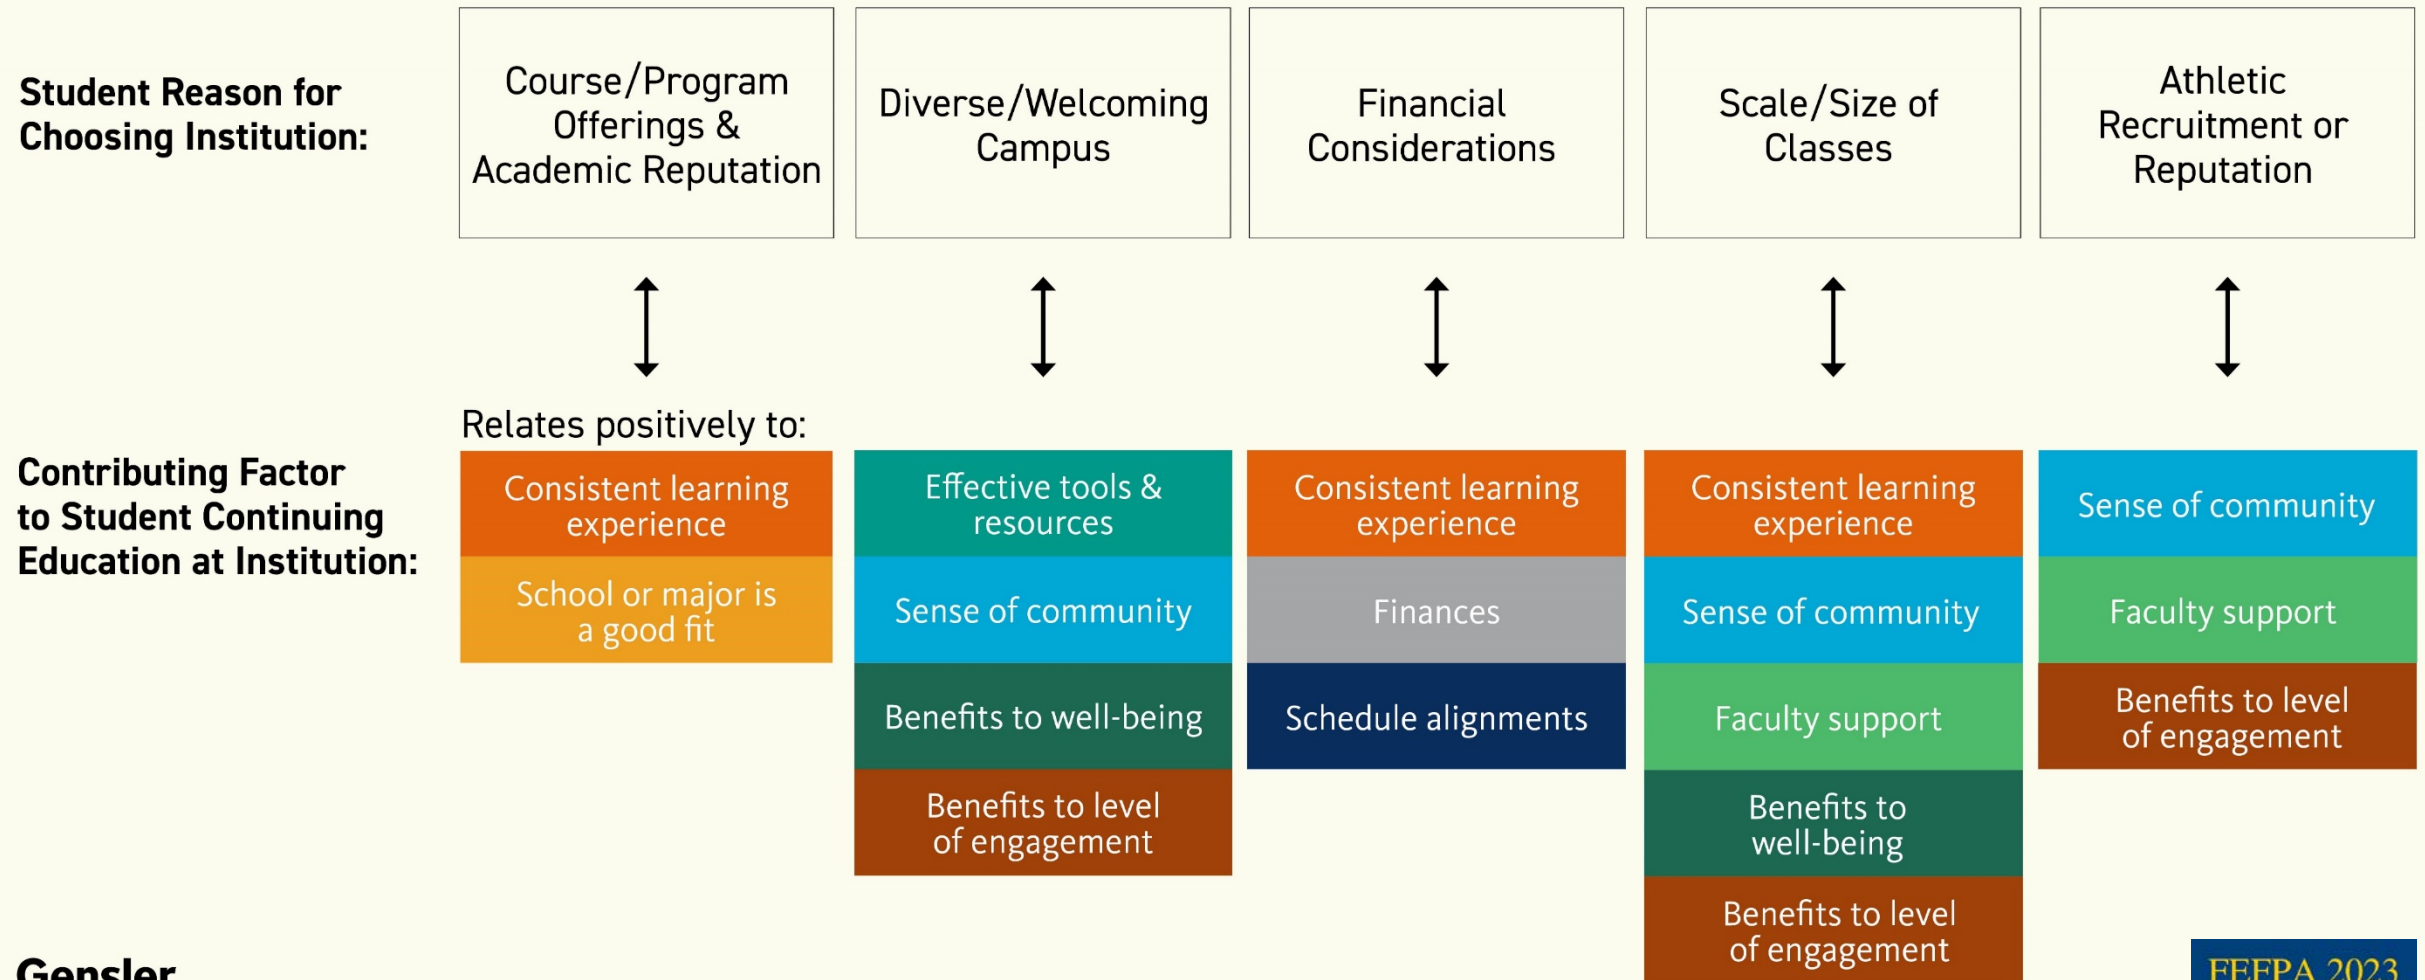 Student Reason for
Choosing Institution:
Course/Program
Offerings &
Academic Reputation
Diverse/Welcoming
Campus
Financial
Considerations
Scale/Size of
Classes
Athletic
Recruitment or
Reputation
Relates positively to:
Contributing Factor
to Student Continuing
Education at Institution:
Consistent learning
experience
School or major is
a good fit
Effective tools &
resources
Sense of community
Benefits to well-being
Benefits to level
of engagement
Consistent learning
experience
Finances
Schedule alignments
Consistent learning
experience
Sense of community
Faculty support
Benefits to
well-being
Benefits to level
of engagement
Sense of community
Faculty support
Benefits to level
of engagement
Gensler
FEFPA 2023